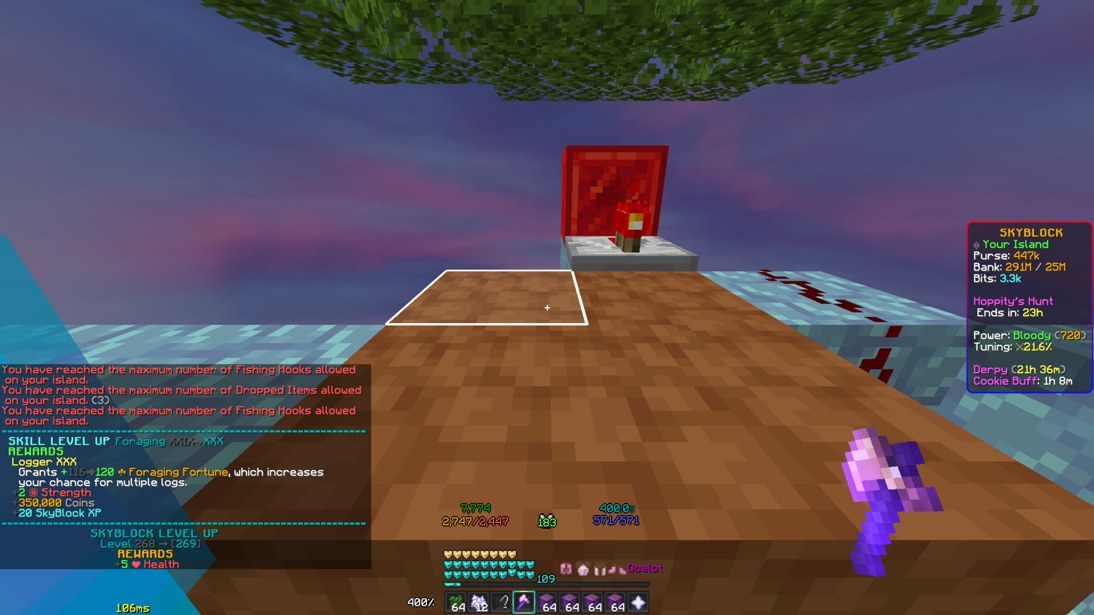 SKYBLOCK
Your Island
Purse: 447k
Bank: 291M / 25M
Bits: 3.3k
Hoppity's Hunt
Ends in: 23h
Power: Bloody (720)
Tuning: ⚔21.6%
Derpy (21h 36m)
Cookie Buff: 1h 8m
You have reached the maximum number of Fishing Hooks allowed
on your island.
You have reached the maximum number of Dropped Items allowed
on your island. (3)
You have reached the maximum number of Fishing Hooks allowed
on your island.
SKILL LEVEL UP Foraging XXIX→XXX
REWARDS
Logger XXX
Grants +116→120 Foraging Fortune, which increases
your chance for multiple logs.
+2 Strength
+350,000 Coins
+20 SkyBlock XP
SKYBLOCK LEVEL UP
Level 268 → [269]
REWARDS
+5 ❤ Health
7,774
2,747/2,447
183
400.0
571/571
Ocelot
109
400%
64
12
64
64
64
64
106ms